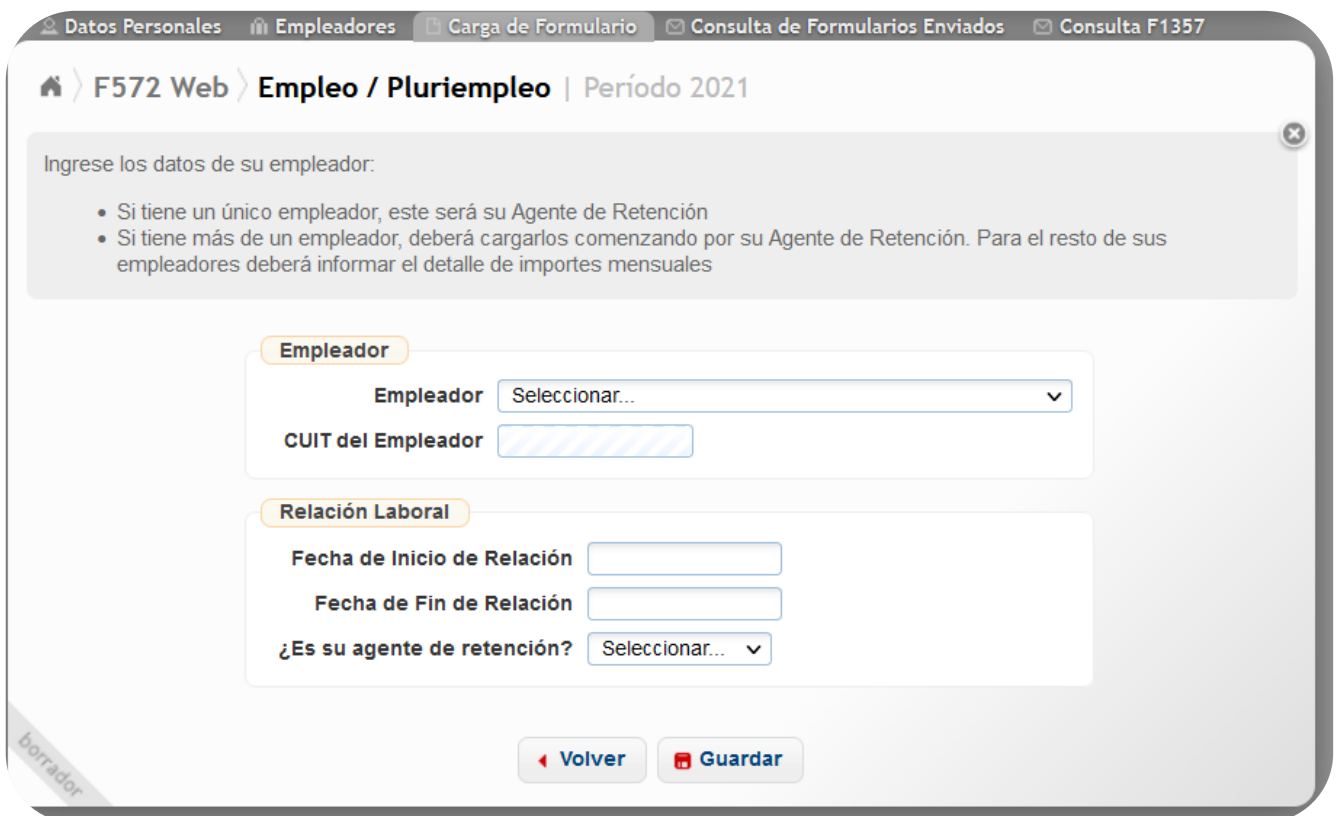 Datos Personales Empleadores Carga de Formulario Consulta de Formularios Enviados Consulta F1357
F572 Web Empleo / Pluriempleo | Período 2021
Ingrese los datos de su empleador:
• Si tiene un único empleador, este será su Agente de Retención
• Si tiene más de un empleador, deberá cargarlos comenzando por su Agente de Retención. Para el resto de sus
empleadores deberá informar el detalle de importes mensuales
Empleador
Empleador Seleccionar...
CUIT del Empleador
Relación Laboral
Fecha de Inicio de Relación
Fecha de Fin de Relación
¿Es su agente de retención? Seleccionar...
Volver Guardar
borrador